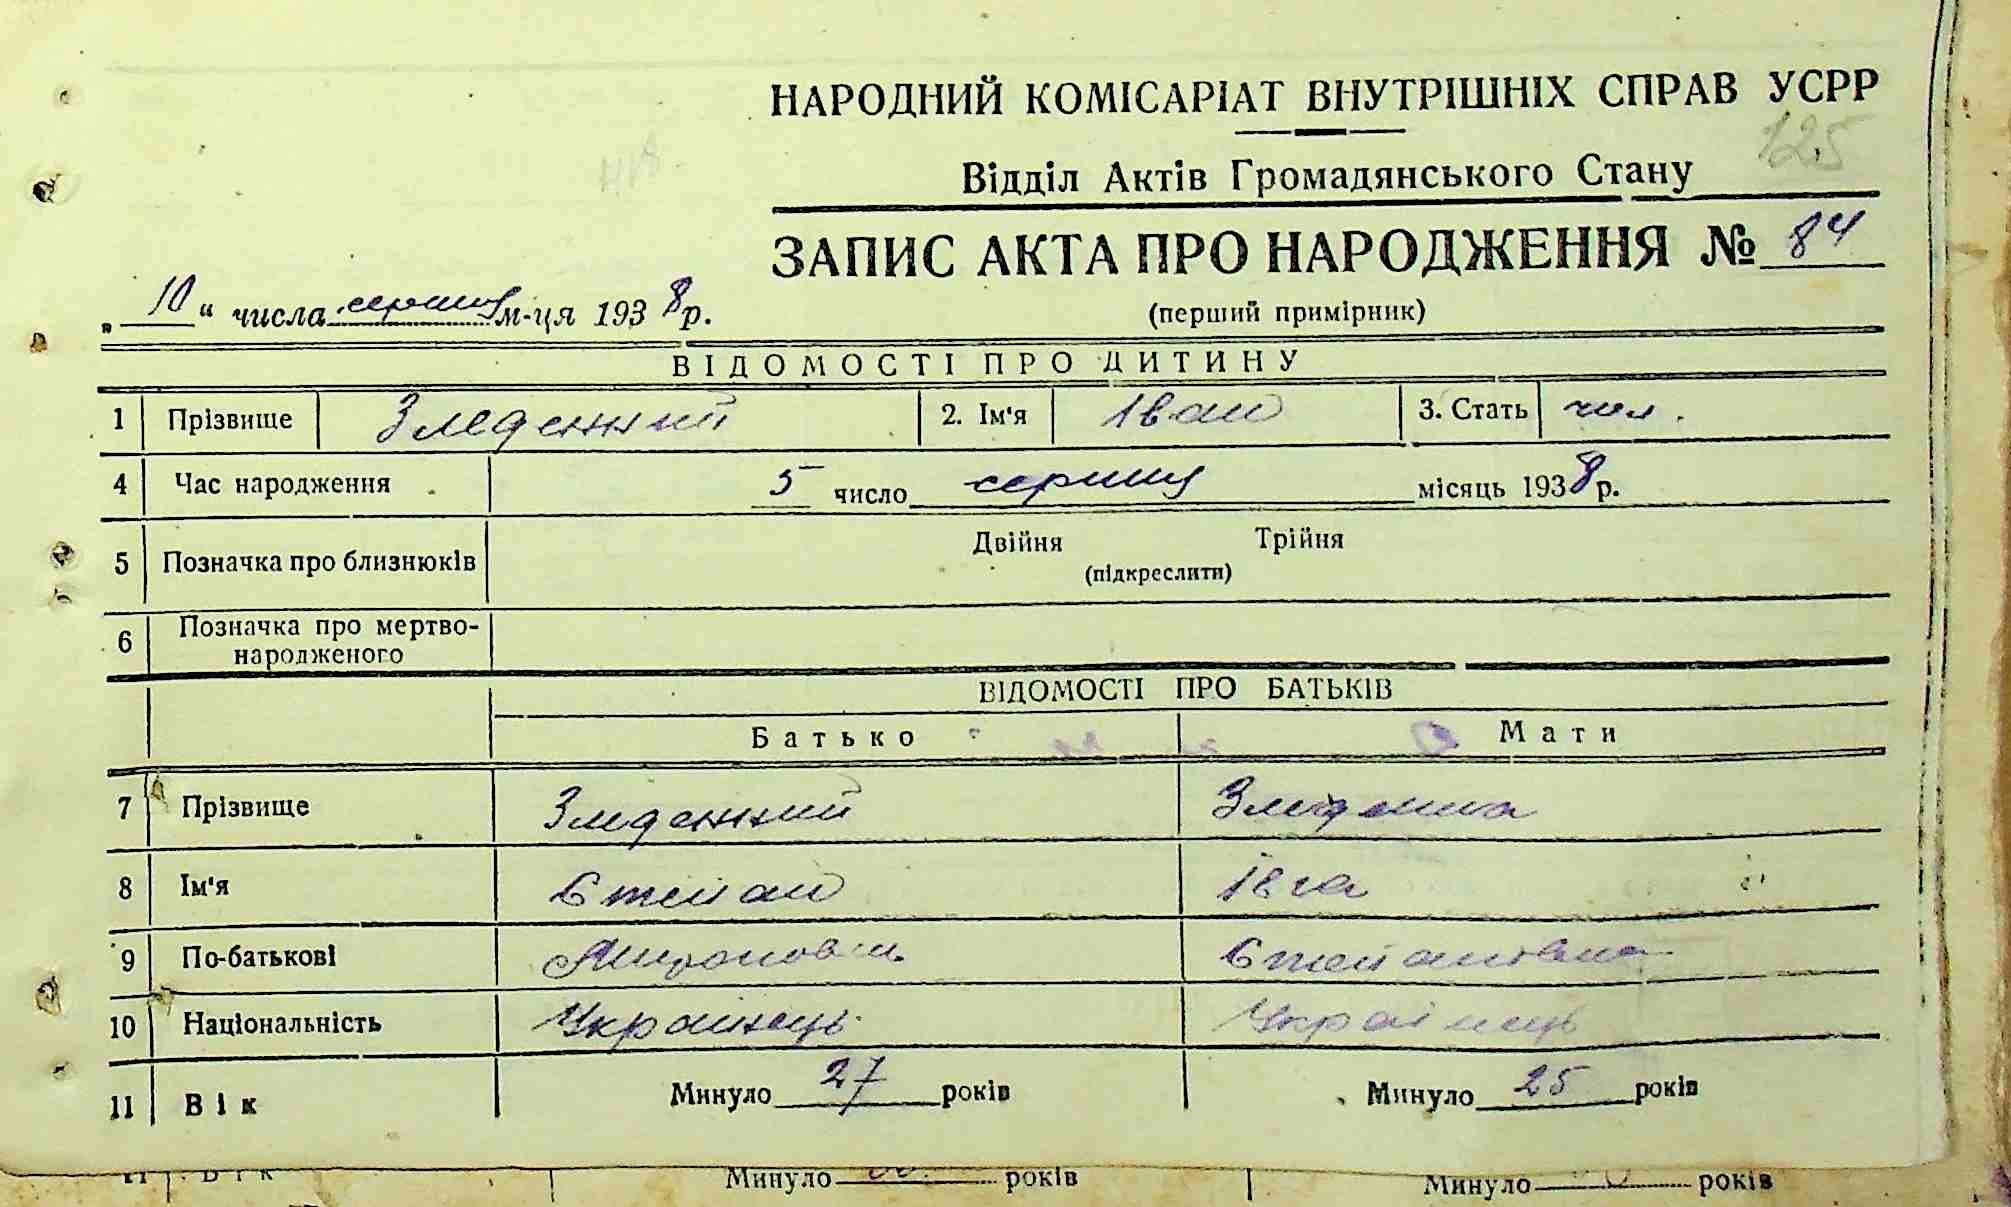 НАРОДНИЙ КОМІСАРІАТ ВНУТРІШНІХ СПРАВ УСРР
125
Відділ Актів Громадянського Стану
ЗАПИС АКТА ПРО НАРОДЖЕННЯ № 84
„ 10 “ числа серпня м-ця 1938 р.
(перший примірник)
ВІДОМОСТІ ПРО ДИТИНУ
1 Прізвище Зледенний 2. Ім'я Іван 3. Стать чол.
4 Час народження 5 число серпня місяць 1938 р.
5 Позначка про близнюків Двійня Трійня
(підкреслити)
6 Позначка про мертво-
народженого
ВІДОМОСТІ ПРО БАТЬКІВ
Батько Мати
7 Прізвище
8 Ім'я Степан Івга
9 По-батькові Миронович Степановна
10 Національність Українець Українець
11 Вік Минуло 27 років Минуло 25 років
11 Вік Минуло років Минуло років